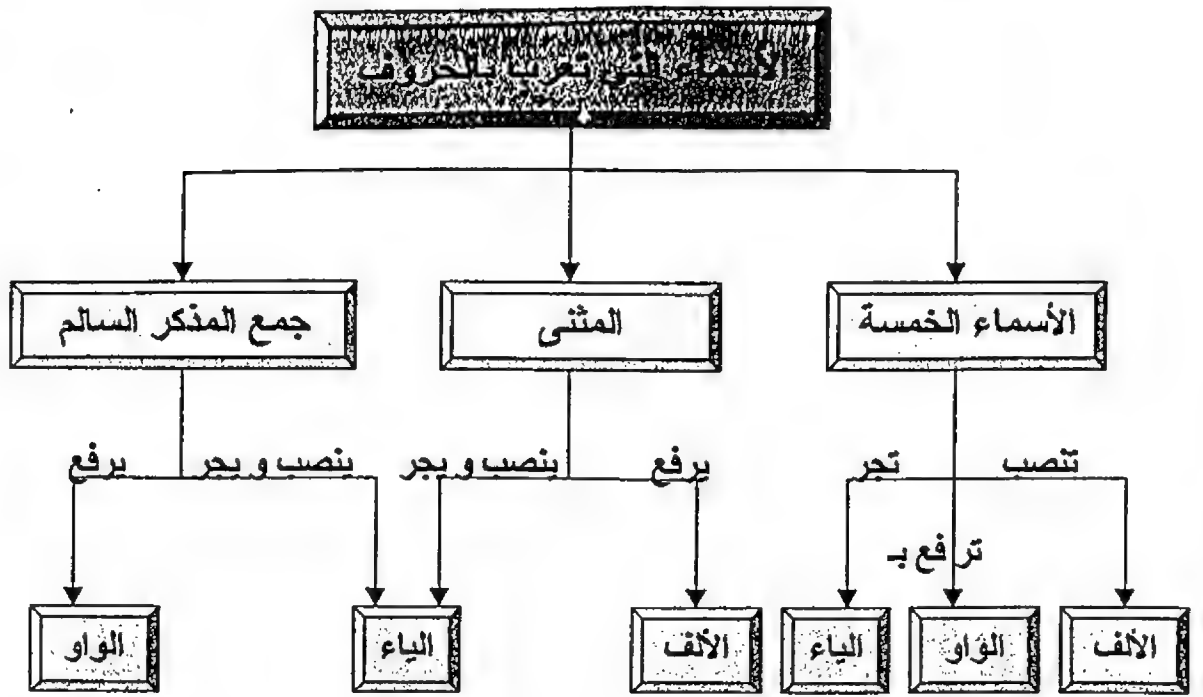 الأسماء التى تعرب بالحروف
الأسماء الخمسة
المثنى
جمع المذكر السالم
تنصب
تجر
يرفع
ينصب و يجر
ينصب و يجر
يرفع
ترفع بـ
الألف
الواو
الياء
الألف
الياء
الواو